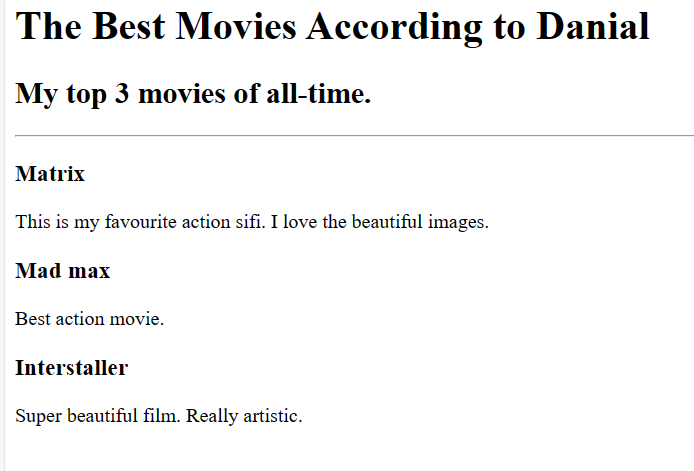 The Best Movies According to Danial
My top 3 movies of all-time.
Matrix
This is my favourite action sifi. I love the beautiful images.
Mad max
Best action movie.
Interstaller
Super beautiful film. Really artistic.